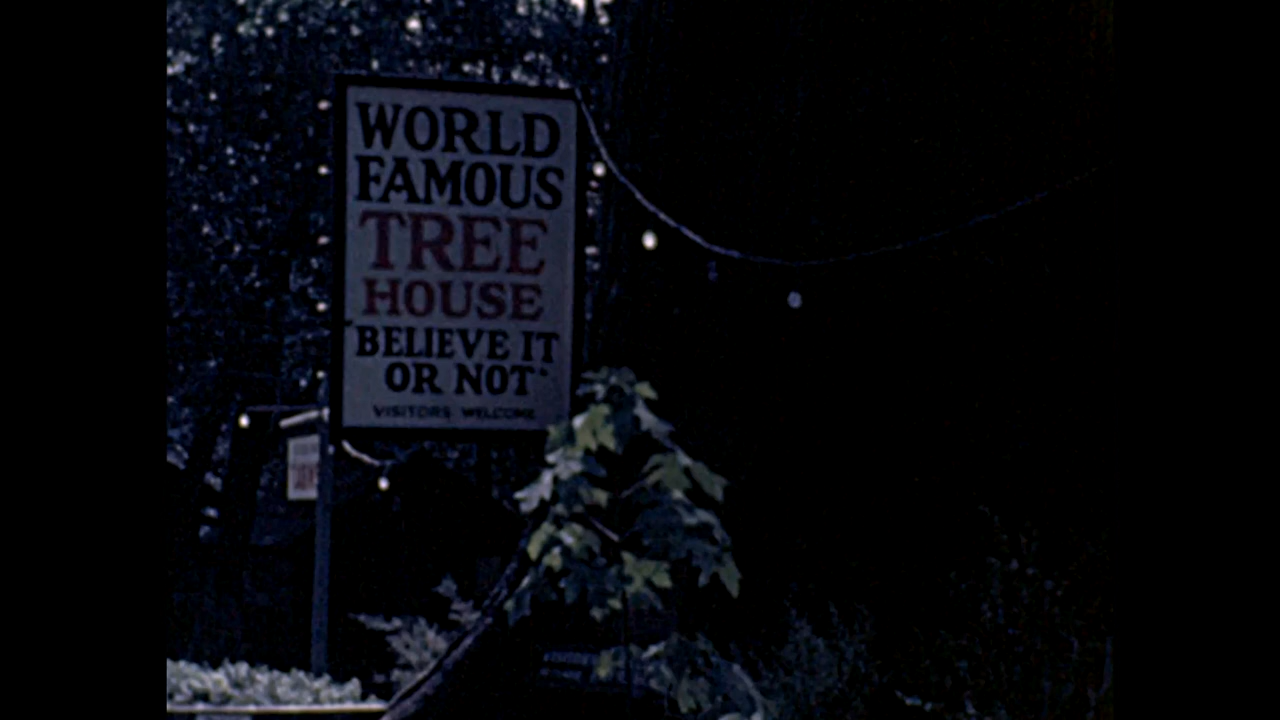 WORLD
FAMOUS
TREE
HOUSE
"BELIEVE IT
OR NOT"
VISITORS WELCOME